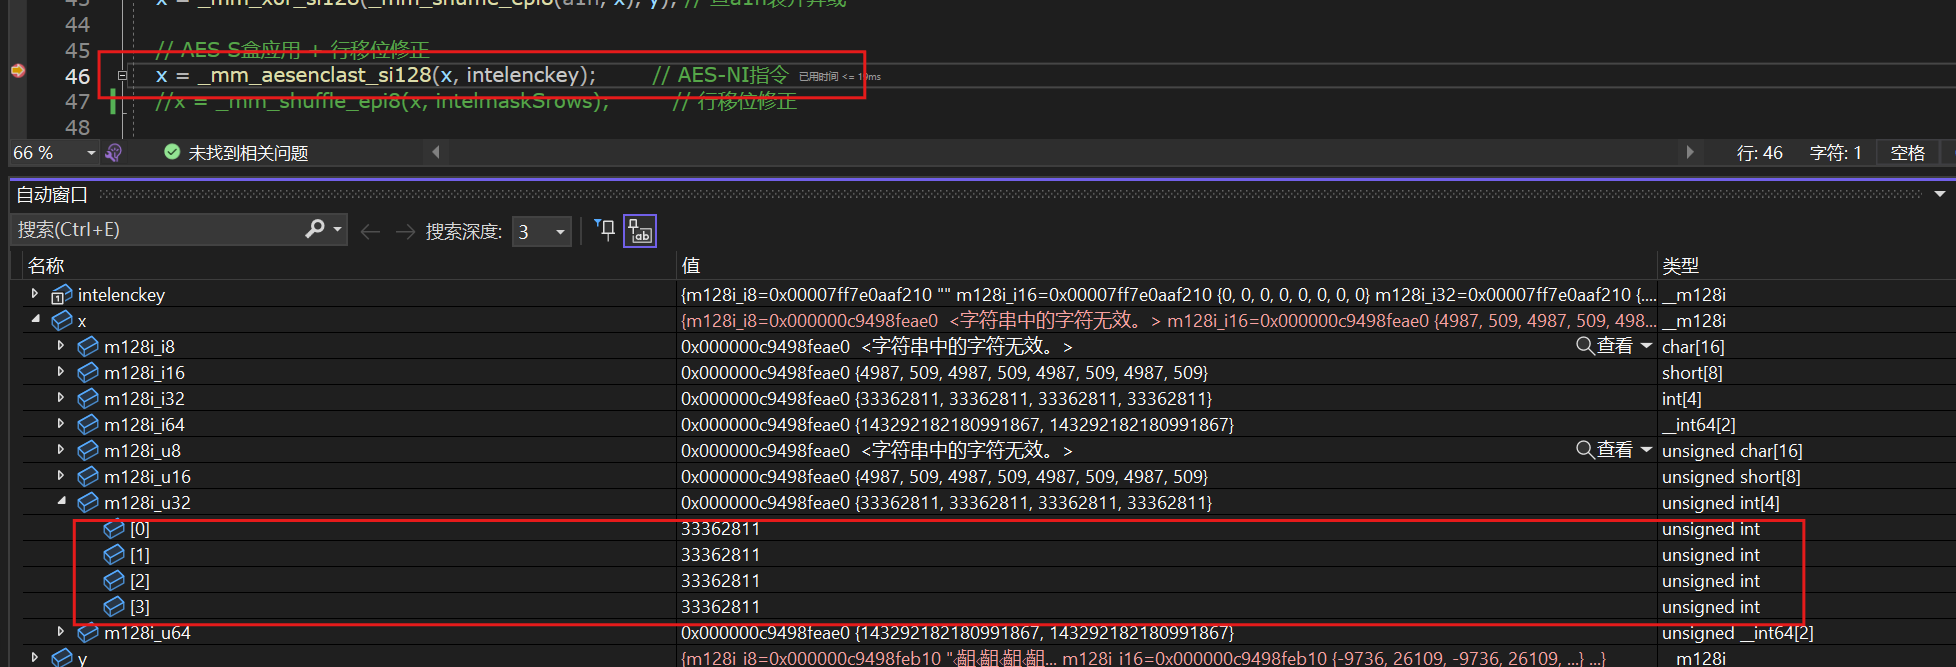 44
45 // AES S盒应用 + 行移位修正
46 x = _mm_aesenclast_si128(x, intelenckey); // AES-NI指令 已用时间 <= 19ms
47 //x = _mm_shuffle_epi8(x, intelmaskSrows); // 行移位修正
48
66 % 未找到相关问题 行: 46 字符: 1 空格
自动窗口
搜索(Ctrl+E) 搜索深度: 3
名称 值 类型
intelenckey {m128i_i8=0x00007ff7e0aaf210 "" m128i_i16=0x00007ff7e0aaf210 {0, 0, 0, 0, 0, 0, 0, 0} m128i_i32=0x00007ff7e0aaf210 {.... __m128i
x {m128i_i8=0x000000c9498feae0 <字符串中的字符无效。> m128i_i16=0x000000c9498feae0 {4987, 509, 4987, 509, 498... __m128i
m128i_i8 0x000000c9498feae0 <字符串中的字符无效。> 查看 char[16]
m128i_i16 0x000000c9498feae0 {4987, 509, 4987, 509, 4987, 509, 4987, 509} short[8]
m128i_i32 0x000000c9498feae0 {33362811, 33362811, 33362811, 33362811} int[4]
m128i_i64 0x000000c9498feae0 {143292182180991867, 143292182180991867} __int64[2]
m128i_u8 0x000000c9498feae0 <字符串中的字符无效。> 查看 unsigned char[16]
m128i_u16 0x000000c9498feae0 {4987, 509, 4987, 509, 4987, 509, 4987, 509} unsigned short[8]
m128i_u32 0x000000c9498feae0 {33362811, 33362811, 33362811, 33362811} unsigned int[4]
[0] 33362811 unsigned int
[1] 33362811 unsigned int
[2] 33362811 unsigned int
[3] 33362811 unsigned int
m128i_u64 0x000000c9498feae0 {143292182180991867, 143292182180991867} unsigned __int64[2]
y {m128i_i8=0x000000c9498feb10 m128i_i16=0x000000c9498feb10 {-9736, 26109, -9736, 26109, ...} ...} __m128i